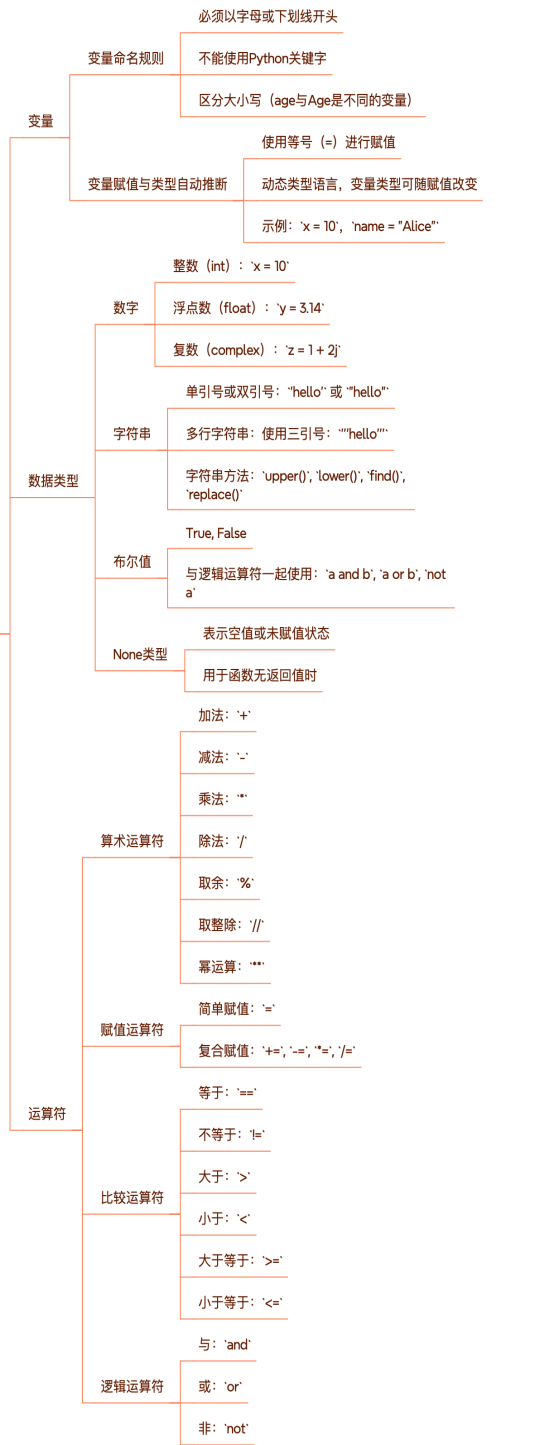 必须以字母或下划线开头
变量命名规则
不能使用Python关键字
区分大小写（age与Age是不同的变量）
变量
使用等号（=）进行赋值
变量赋值与类型自动推断
动态类型语言，变量类型可随赋值改变
示例：`x = 10`，`name = "Alice"`
整数（int）：`x = 10`
数字
浮点数（float）：`y = 3.14`
复数（complex）：`z = 1 + 2j`
单引号或双引号：`'hello'` 或 `"hello"`
字符串
多行字符串：使用三引号：`'''hello'''`
字符串方法：`upper()`, `lower()`, `find()`,
`replace()`
数据类型
True, False
布尔值
与逻辑运算符一起使用：`a and b`, `a or b`, `not
a`
表示空值或未赋值状态
None类型
用于函数无返回值时
加法：`+`
减法：`-`
乘法：`*`
算术运算符
除法：`/`
取余：`%`
取整除：`//`
幂运算：`**`
简单赋值：`=`
赋值运算符
复合赋值：`+=`, `-=`, `*=`, `/=`
等于：`==`
运算符
不等于：`!=`
大于：`>`
比较运算符
小于：`<`
大于等于：`>=`
小于等于：`<=`
与：`and`
逻辑运算符
或：`or`
非：`not`